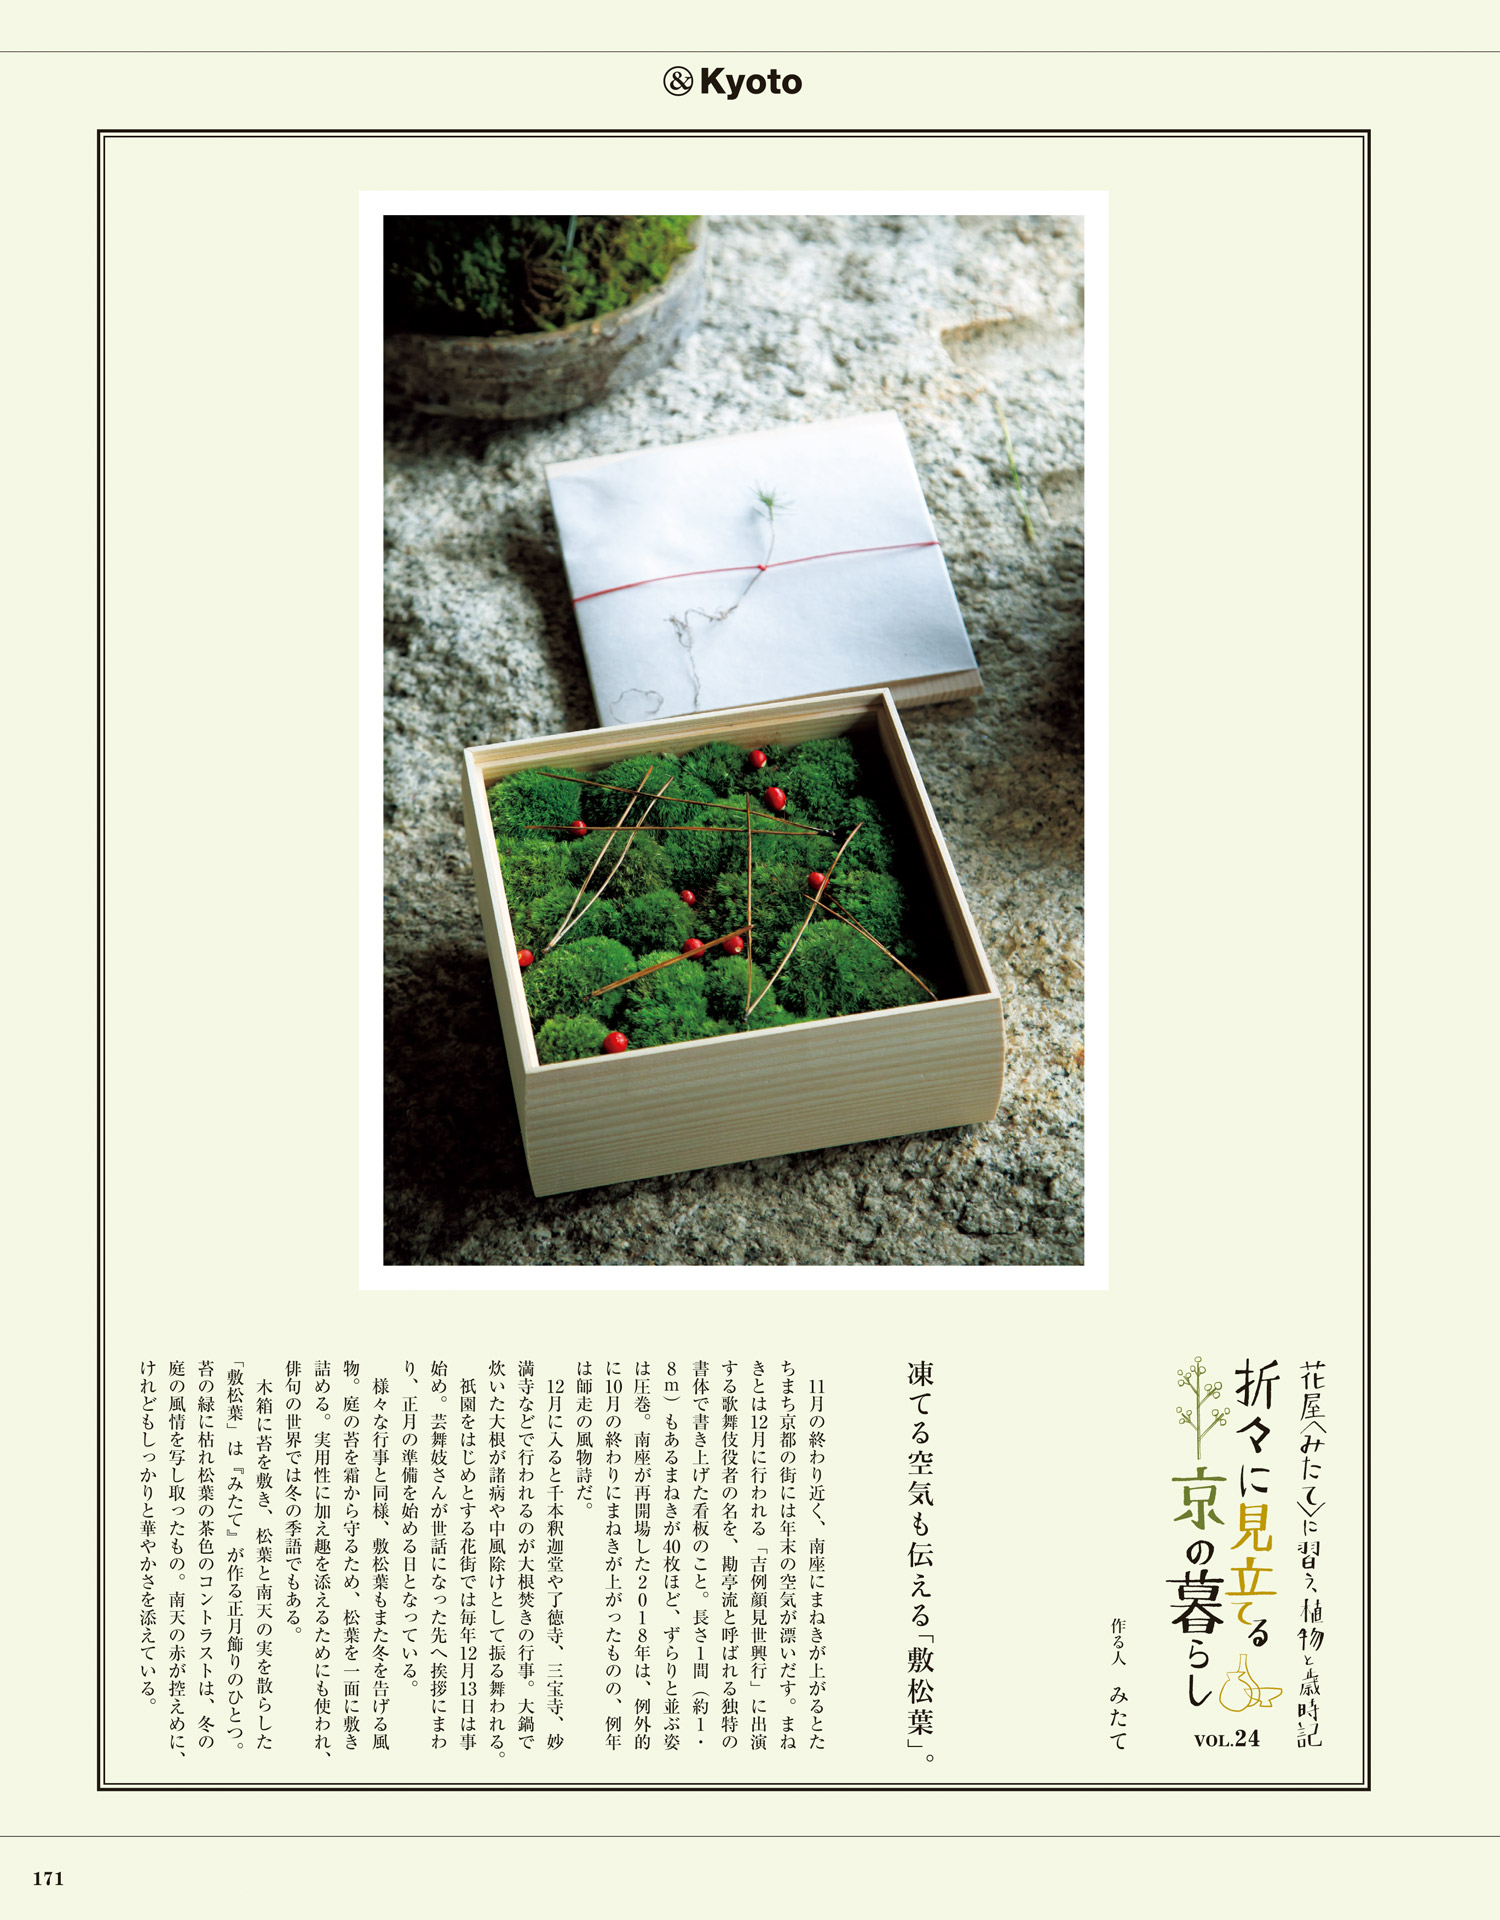 &Kyoto
花屋〈みたて〉に習う、植物と歳時記
折々に見立てる
京の暮らし
VOL.24
作る人 みたて
凍てる空気も伝える「敷松葉」。
11月の終わり近く、南座にまねきが上がるとた
ちまち京都の街には年末の空気が漂いだす。まね
きとは12月に行われる「吉例顔見世興行」に出演
する歌舞伎役者の名を、勘亭流と呼ばれる独特の
書体で書き上げた看板のこと。長さ1間（約1・
8m）もあるまねきが40枚ほど、ずらりと並ぶ姿
は圧巻。南座が再開場した2018年は、例外的
に10月の終わりにまねきが上がったものの、例年
は師走の風物詩だ。
12月に入ると千本釈迦堂や了徳寺、三宝寺、妙
満寺などで行われるのが大根焚きの行事。大鍋で
炊いた大根が諸病や中風除けとして振る舞われる。
祇園をはじめとする花街では毎年12月13日は事
始め。芸舞妓さんが世話になった先へ挨拶にまわ
り、正月の準備を始める日となっている。
様々な行事と同様、敷松葉もまた冬を告げる風
物。庭の苔を霜から守るため、松葉を一面に敷き
詰める。実用性に加え趣を添えるためにも使われ、
俳句の世界では冬の季語でもある。
木箱に苔を敷き、松葉と南天の実を散らした
「敷松葉」は『みたて』が作る正月飾りのひとつ。
苔の緑に枯れ松葉の茶色のコントラストは、冬の
庭の風情を写し取ったもの。南天の赤が控えめに、
けれどもしっかりと華やかさを添えている。
171